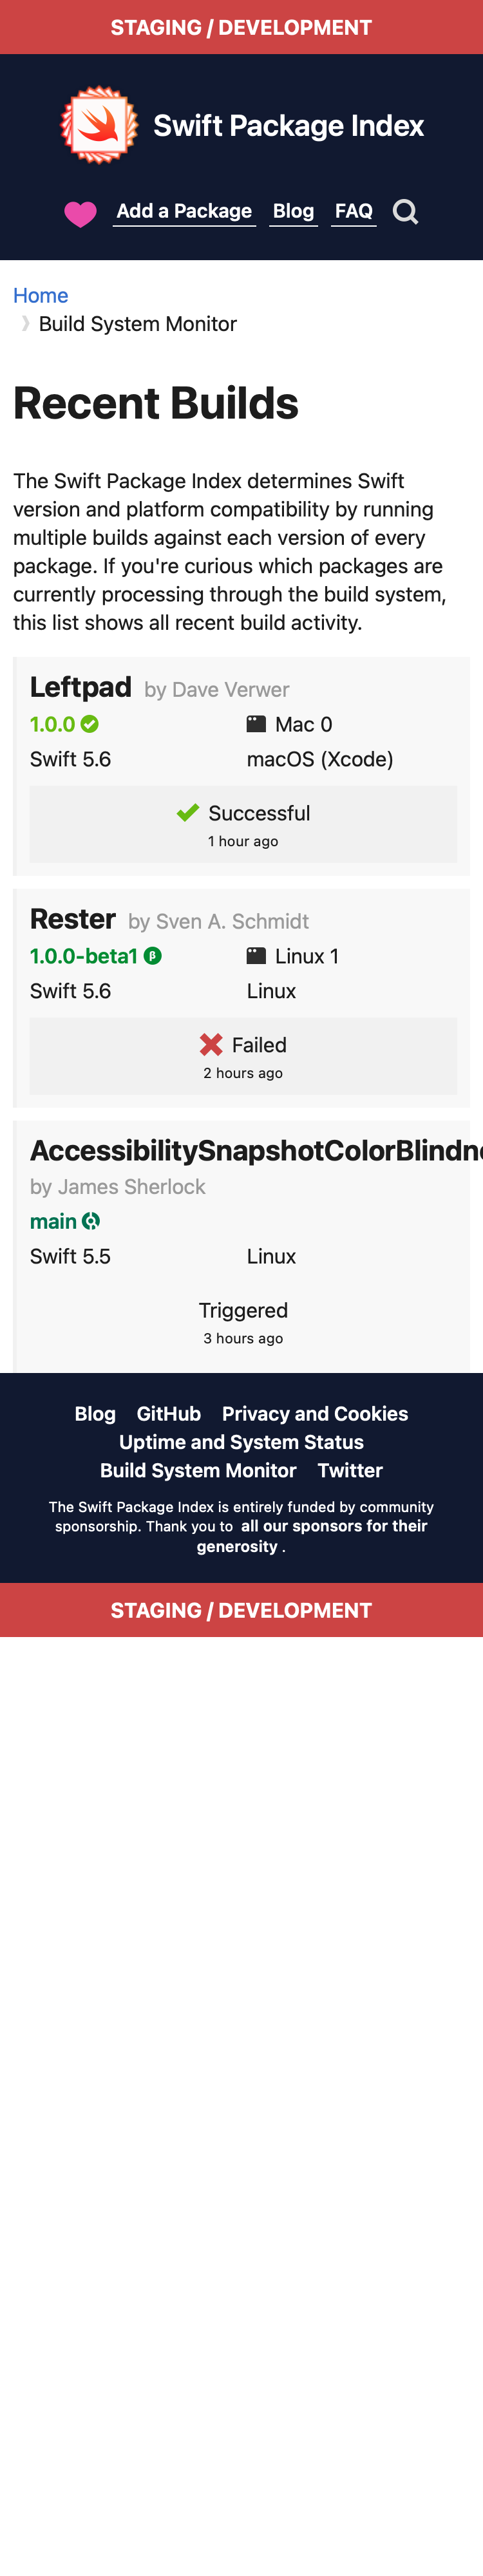 STAGING / DEVELOPMENT
Swift Package Index
Add a Package Blog FAQ
Home
Build System Monitor
Recent Builds
The Swift Package Index determines Swift
version and platform compatibility by running
multiple builds against each version of every
package. If you're curious which packages are
currently processing through the build system,
this list shows all recent build activity.
Leftpad by Dave Verwer
1.0.0 Mac 0
Swift 5.6 macOS (Xcode)
Successful
1 hour ago
Rester by Sven A. Schmidt
1.0.0-beta1 β Linux 1
Swift 5.6 Linux
Failed
2 hours ago
AccessibilitySnapshotColorBlindn
by James Sherlock
main
Swift 5.5 Linux
Triggered
3 hours ago
Blog GitHub Privacy and Cookies
Uptime and System Status
Build System Monitor Twitter
The Swift Package Index is entirely funded by community
sponsorship. Thank you to all our sponsors for their
generosity .
STAGING / DEVELOPMENT